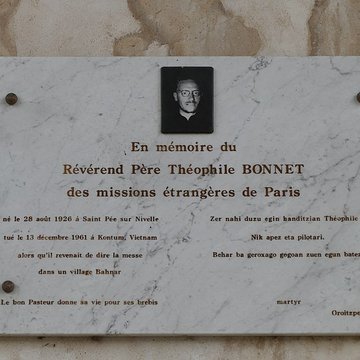 En mémoire du
Révérend Père Théophile BONNET
des missions étrangères de Paris
né le 28 août 1926 à Saint Pée sur Nivelle
tué le 13 décembre 1961 à Kontum, Vietnam
alors qu'il revenait de dire la messe
dans un village Bahnar
Le bon Pasteur donne sa vie pour ses brebis
Zer nahi duzu egin handitzian Théophile
Nik apez eta pilotari.
Behar ba geroxago gogoan zuen egun batez
martyr